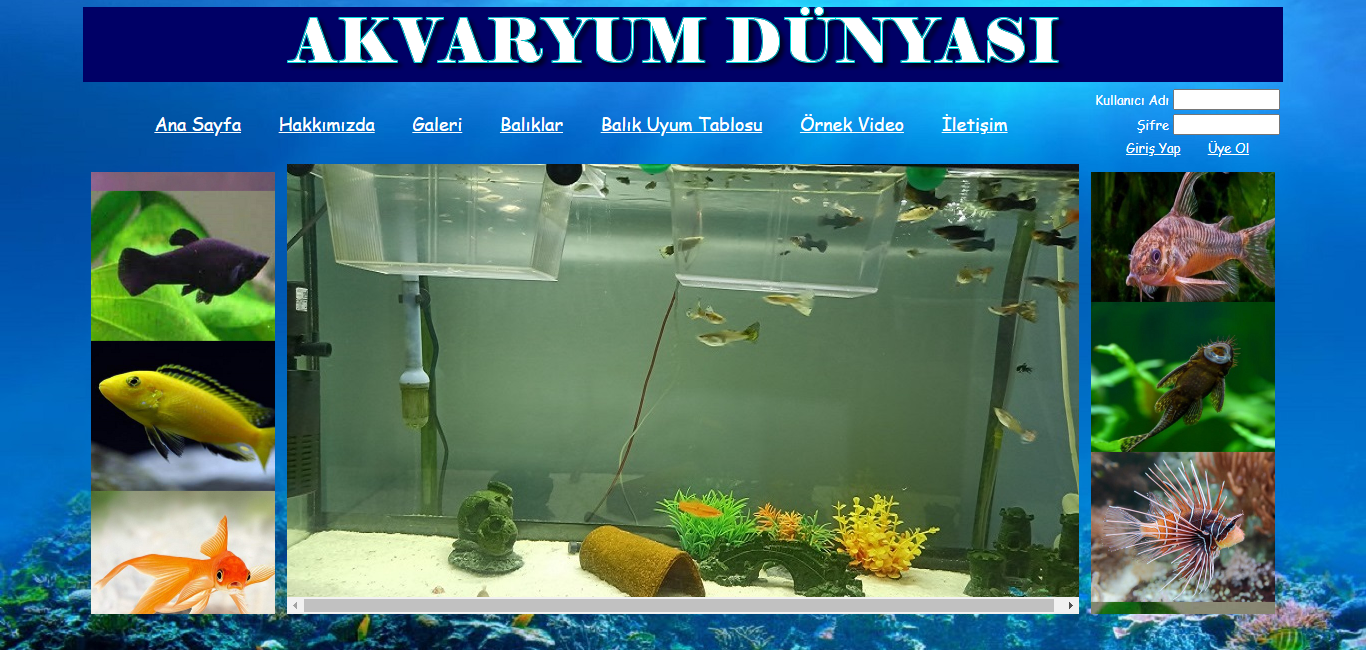 AKVARYUM DÜNYASI
Kullanıcı Adı
Şifre
Giriş Yap Üye Ol
Ana Sayfa Hakkımızda Galeri Balıklar Balık Uyum Tablosu Örnek Video İletişim